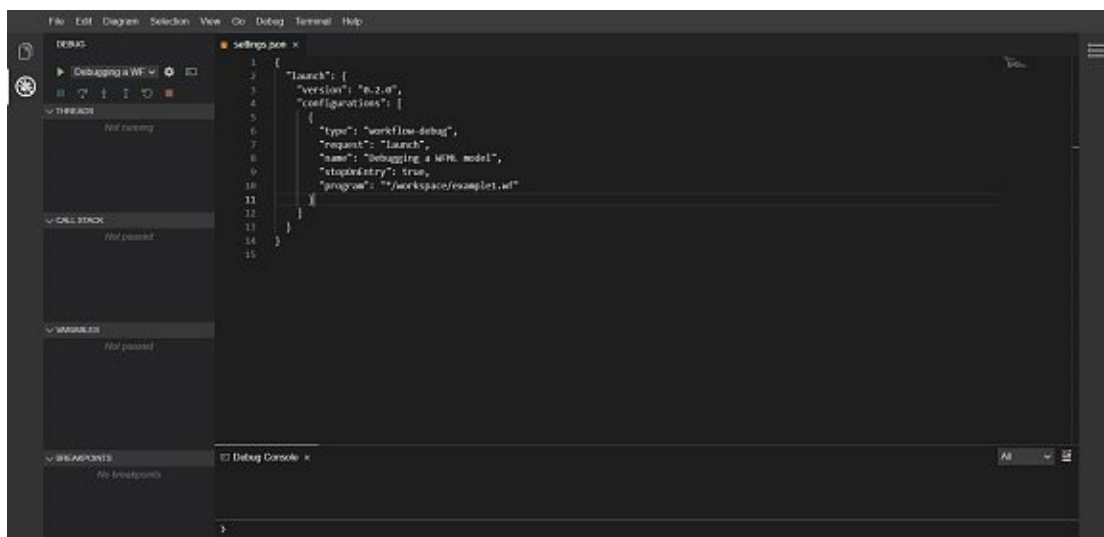 File Edit Diagram Selection View Go Debug Terminal Help
DEBUG
Debugging a WF
THREADS
Not running
CALL STACK
Not paused
VARIABLES
Not paused
BREAKPOINTS
No breakpoints
settings.json ×
1 {
2 "launch": {
3 "version": "0.2.0",
4 "configurations": [
5 {
6 "type": "workflow-debug",
7 "request": "launch",
8 "name": "Debugging a WFML model",
9 "stopOnEntry": true,
10 "program": "*/workspace/example1.wf"
11 }
12 ]
13 }
14 }
15
Debug Console ×
All
>